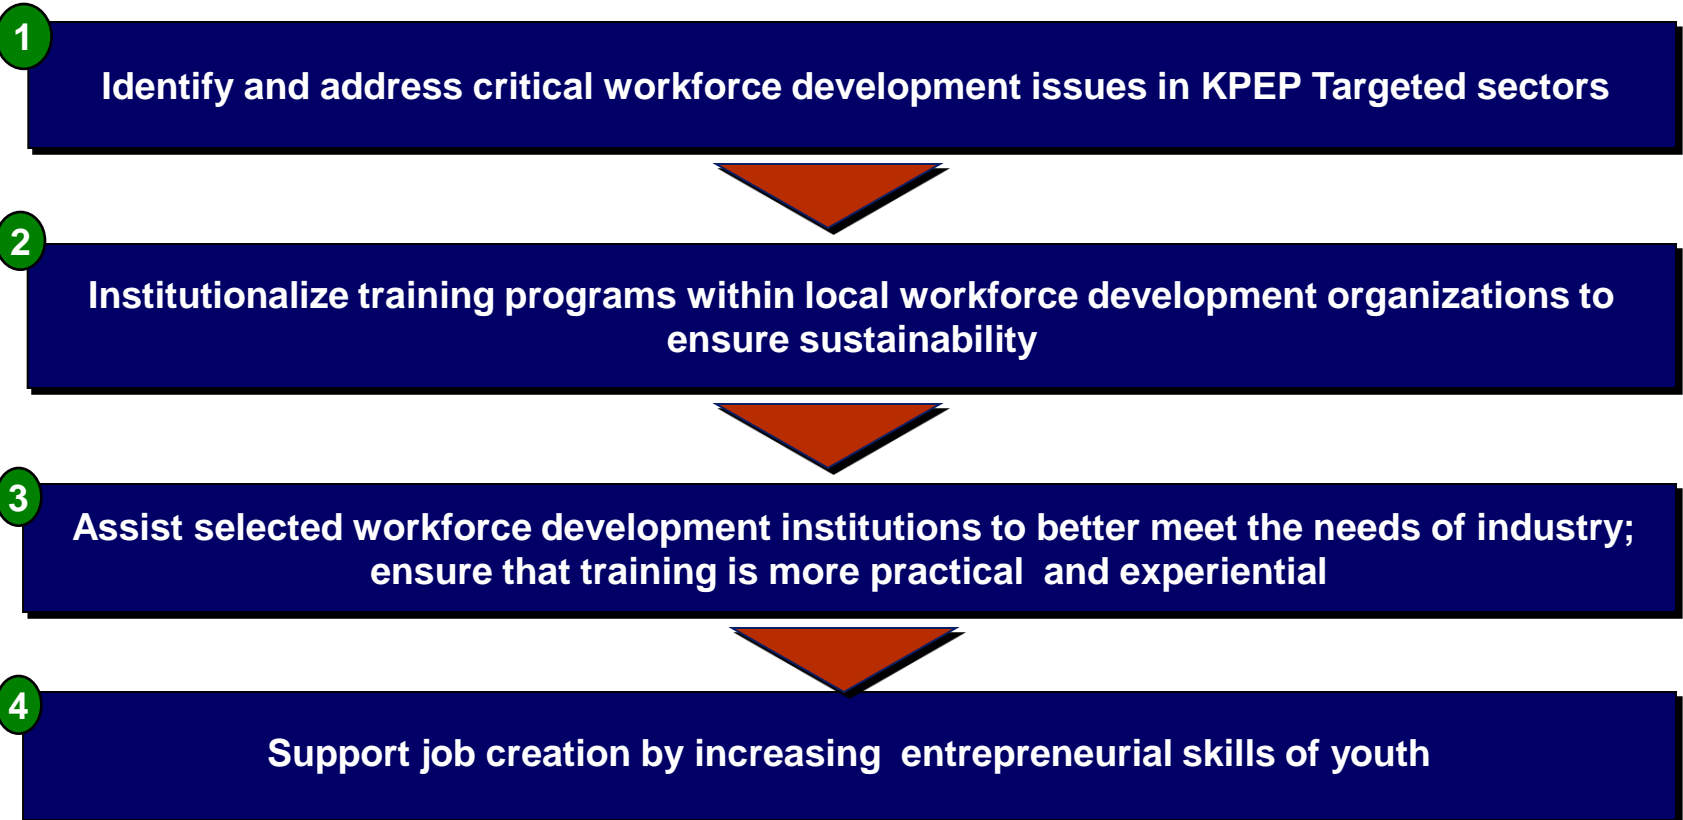 1
Identify and address critical workforce development issues in KPEP Targeted sectors
2
Institutionalize training programs within local workforce development organizations to
ensure sustainability
3
Assist selected workforce development institutions to better meet the needs of industry;
ensure that training is more practical  and experiential
4
Support job creation by increasing  entrepreneurial skills of youth